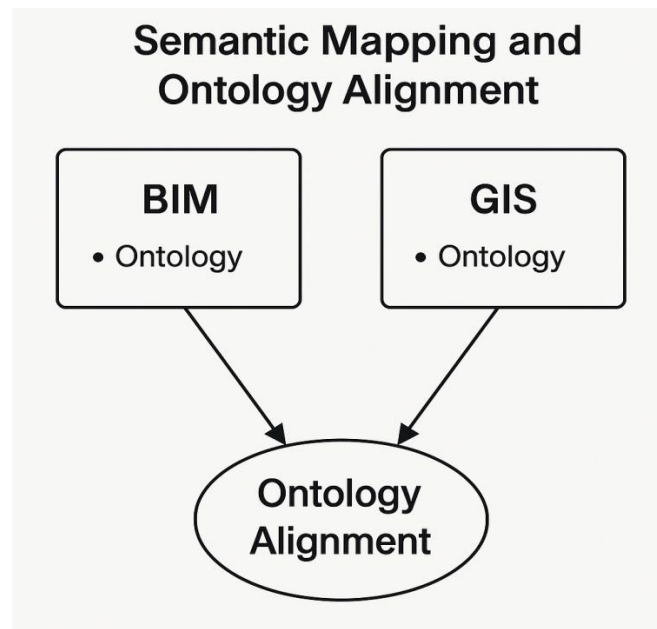 Semantic Mapping and
Ontology Alignment
BIM
• Ontology
GIS
• Ontology
Ontology
Alignment